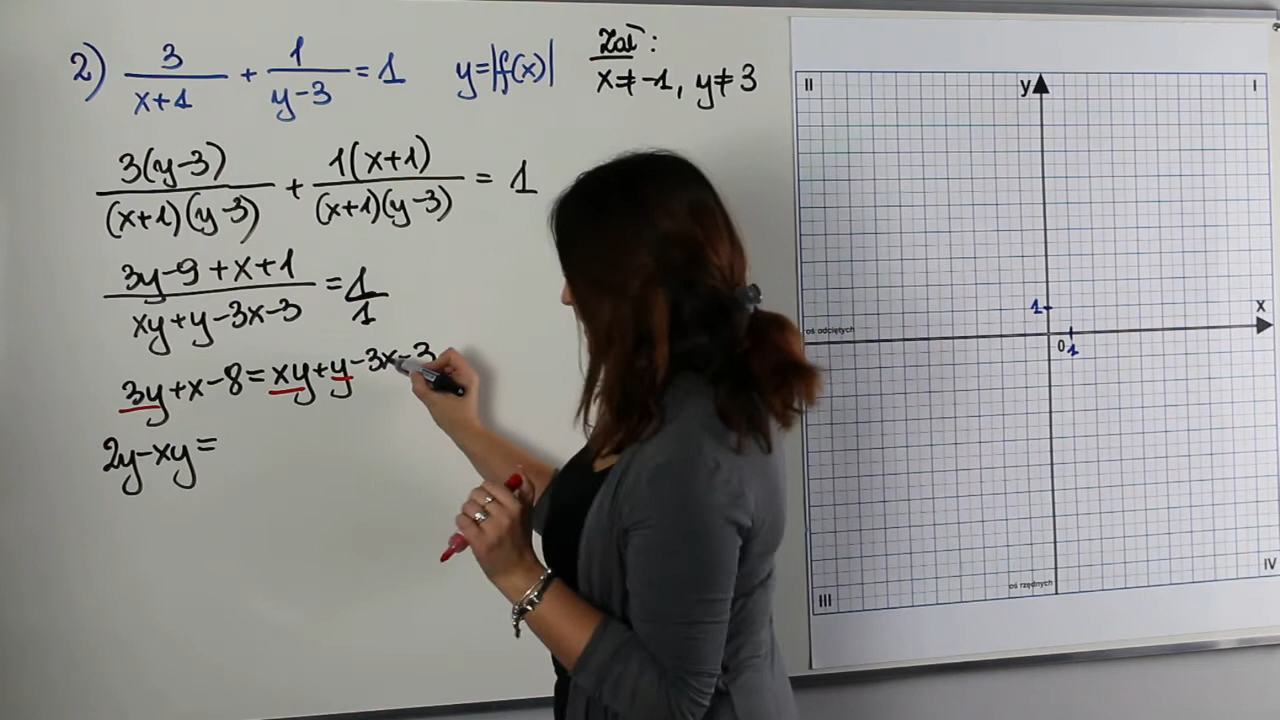 2) 3/(x+1) + 1/(y-3) = 1 y=|f(x)| Zał:
x≠-1, y≠3
3(y-3)/((x+1)(y-3)) + 1(x+1)/((x+1)(y-3)) = 1
(3y-9+x+1)/(xy+y-3x-3) = 1/1
3y+x-8=xy+y-3x-3
2y-xy=
II y I
1 x
oś odciętych
0 1
oś rzędnych
III IV